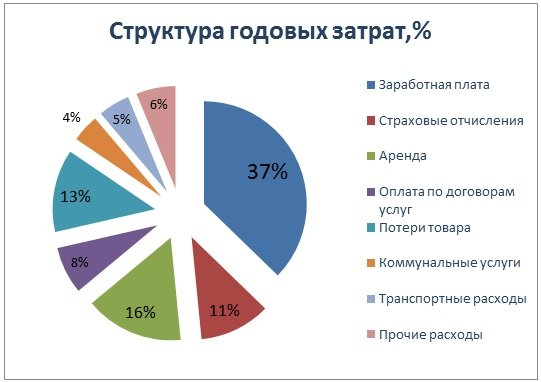 Структура годовых затрат,%
6%
5%
4%
37%
13%
8%
16%
11%
Заработная плата
Страховые отчисления
Аренда
Оплата по договорам
услуг
Потери товара
Коммунальные услуги
Транспортные расходы
Прочие расходы